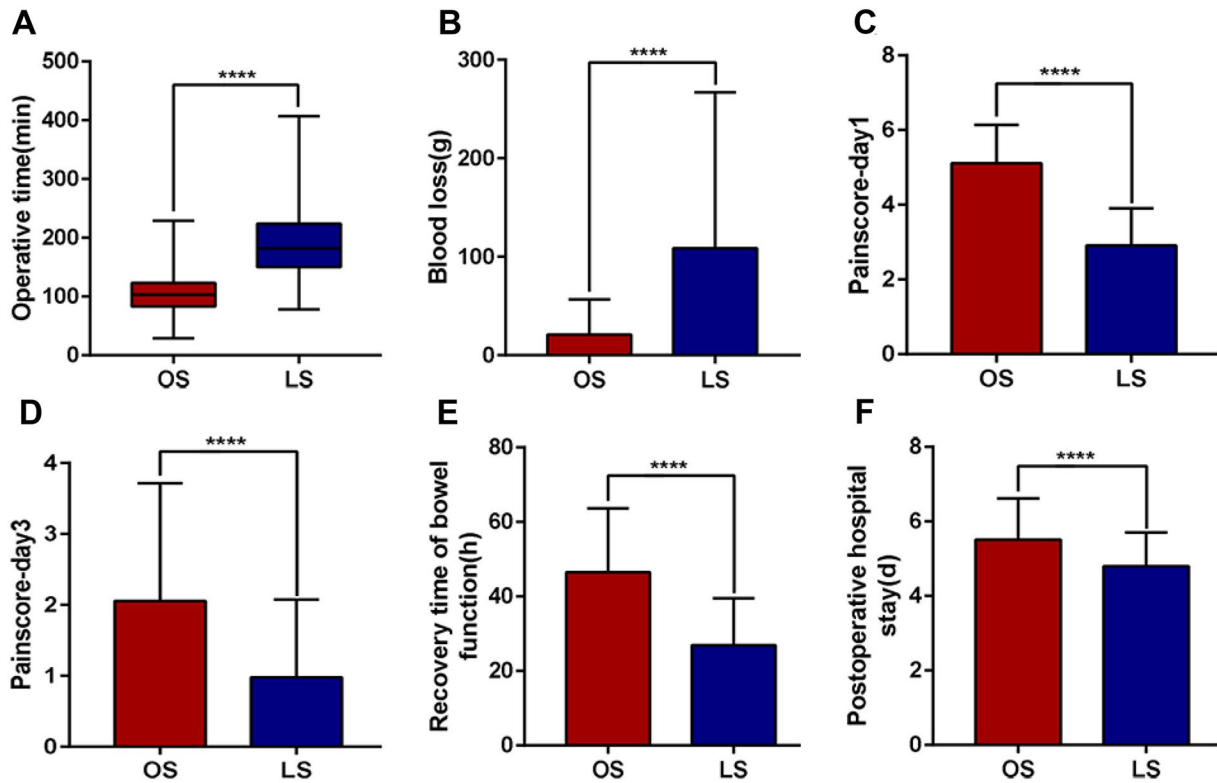 A
Operative time(min)
500
400
300
200
100
0
****
OS LS
B
Blood loss(g)
300
200
100
0
****
OS LS
C
Painscore-day1
8
6
4
2
0
****
OS LS
D
Painscore-day3
4
3
2
1
0
****
OS LS
E
Recovery time of bowel
function(h)
80
60
40
20
0
****
OS LS
F
Postoperative hospital
stay(d)
8
6
4
2
0
****
OS LS